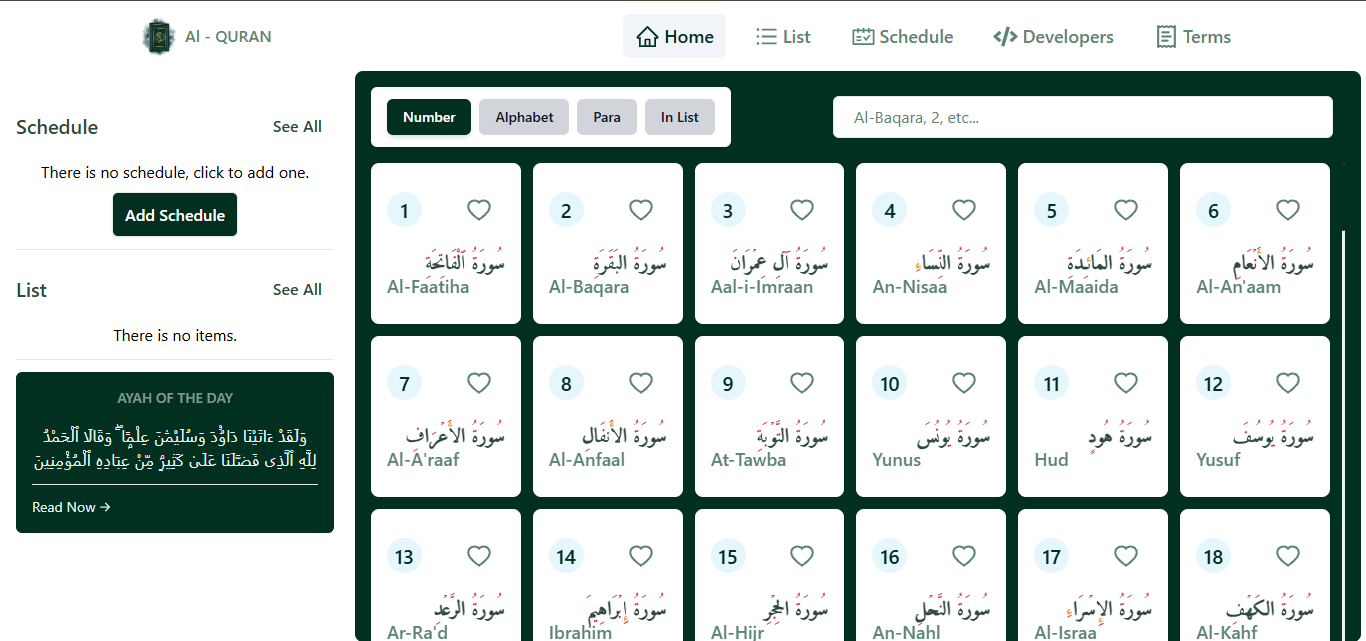 Al - QURAN
Home
List
Schedule
Developers
Terms
Schedule
See All
There is no schedule, click to add one.
Add Schedule
List
See All
There is no items.
AYAH OF THE DAY
وَلَقَدْ ءَاتَيْنَا دَاوُۥدَ وَسُلَيْمَٰنَ عِلْمًۭا ۖ وَقَالَا ٱلْحَمْدُ
لِلَّهِ ٱلَّذِى فَضَّلَنَا عَلَىٰ كَثِيرٍۢ مِّنْ عِبَادِهِ ٱلْمُؤْمِنِينَ
Read Now →
Number
Alphabet
Para
In List
Al-Baqara, 2, etc...
1
سُورَةُ ٱلْفَاتِحَةِ
Al-Faatiha
2
سُورَةُ البَقَرَةِ
Al-Baqara
3
سُورَةُ آلِ عِمۡرَانَ
Aal-i-Imraan
4
سُورَةُ النِّسَاءِ
An-Nisaa
5
سُورَةُ المَائـِدَةِ
Al-Maaida
6
سُورَةُ الأَنۡعَامِ
Al-An'aam
7
سُورَةُ الأَعۡرَافِ
Al-A'raaf
8
سُورَةُ الأَنفَالِ
Al-Anfaal
9
سُورَةُ التَّوۡبَةِ
At-Tawba
10
سُورَةُ يُونُسَ
Yunus
11
سُورَةُ هُودٍ
Hud
12
سُورَةُ يُوسُفَ
Yusuf
13
سُورَةُ الرَّعۡدِ
Ar-Ra'd
14
سُورَةُ إِبۡرَاهِيمَ
Ibrahim
15
سُورَةُ الحِجۡرِ
Al-Hijr
16
سُورَةُ النَّحۡلِ
An-Nahl
17
سُورَةُ الإِسۡرَاءِ
Al-Israa
18
سُورَةُ الكَهۡفِ
Al-Kahf